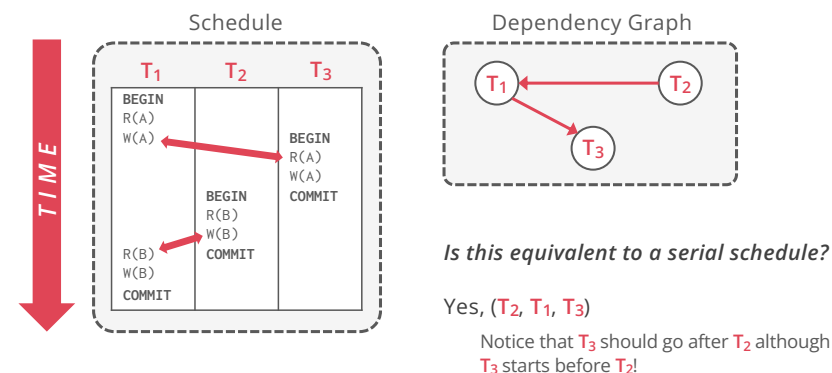 Schedule
Dependency Graph
TIME
T1 T2 T3
BEGIN
R(A)
W(A)
BEGIN
R(A)
W(A)
COMMIT
BEGIN
R(B)
W(B)
COMMIT
R(B)
W(B)
COMMIT
T1
T2
T3
Is this equivalent to a serial schedule?
Yes, (T2, T1, T3)
Notice that T3 should go after T2 although
T3 starts before T2!